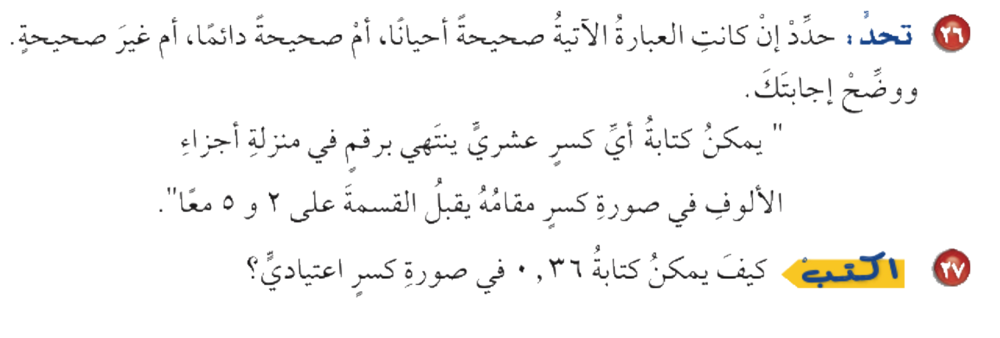 ٢٦ تحدٍّ: حدِّدْ إنْ كانتِ العبارةُ الآتيةُ صحيحةً أحيانًا، أمْ صحيحةً دائمًا، أم غيرَ صحيحةٍ.
ووضِّحْ إجابتَكَ.
" يمكنُ كتابةُ أيِّ كسرٍ عشريٍّ ينتَهي برقمٍ في منزلةِ أجزاءِ
الألوفِ في صورةِ كسرٍ مقامُهُ يقبلُ القسمةَ على ٢ و ٥ معًا".
٢٧ اكتبْ كيفَ يمكنُ كتابةُ ٠,٣٦ في صورةِ كسرٍ اعتياديٍّ؟